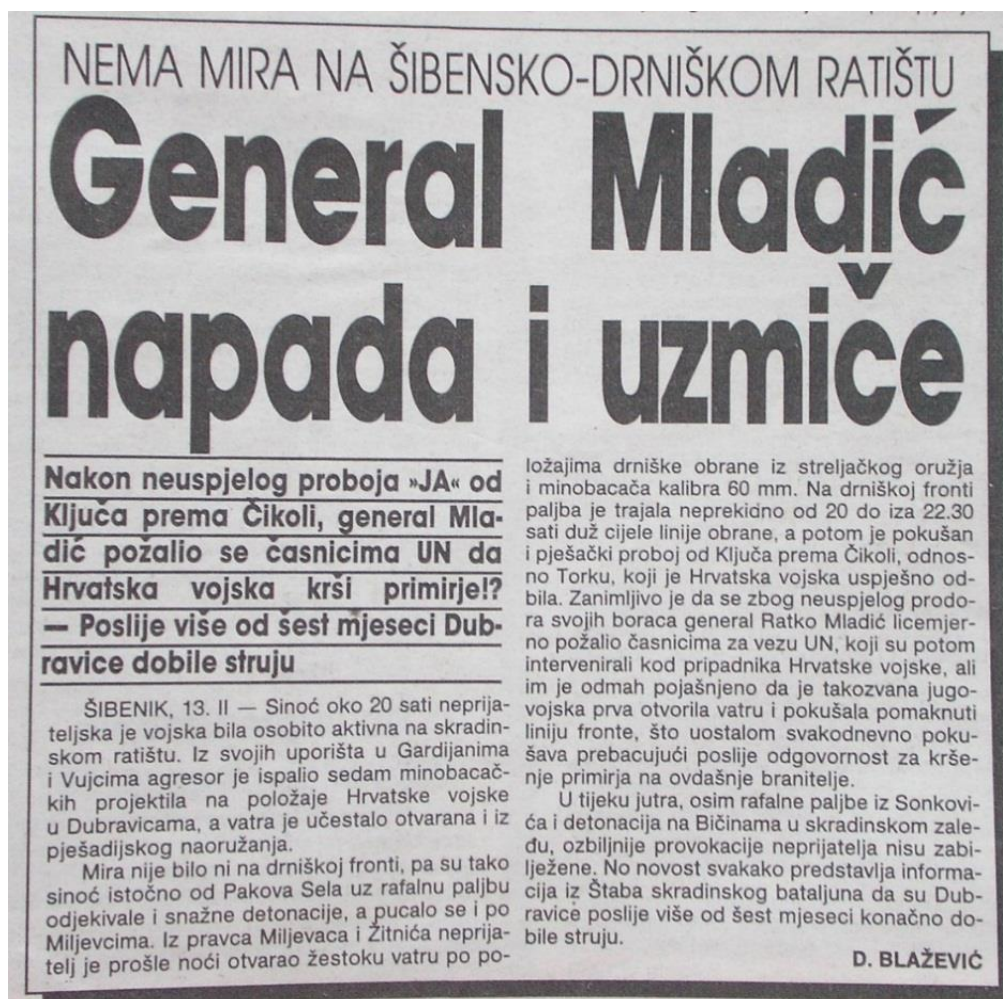 NEMA MIRA NA ŠIBENSKO-DRNIŠKOM RATIŠTU
General Mladić
napada i uzmiče
Nakon neuspjelog proboja »JA« od
Ključa prema Čikoli, general Mla-
dić požalio se časnicima UN da
Hrvatska vojska krši primirje!?
— Poslije više od šest mjeseci Dub-
ravice dobile struju
ŠIBENIK, 13. II — Sinoć oko 20 sati neprija-
teljska je vojska bila osobito aktivna na skradin-
skom ratištu. Iz svojih uporišta u Gardijanima
i Vujcima agresor je ispalio sedam minobacač-
kih projektila na položaje Hrvatske vojske
u Dubravicama, a vatra je učestalo otvarana i iz
pješadijskog naoružanja.
Mira nije bilo ni na drniškoj fronti, pa su tako
sinoć istočno od Pakova Sela uz rafalnu paljbu
odjekivale i snažne detonacije, a pucalo se i po
Miljevcima. Iz pravca Miljevaca i Žitnića neprija-
telj je prošle noći otvarao žestoku vatru po po-
ložajima drniške obrane iz streljačkog oružja
i minobacača kalibra 60 mm. Na drniškoj fronti
paljba je trajala neprekidno od 20 do iza 22.30
sati duž cijele linije obrane, a potom je pokušan
i pješački proboj od Ključa prema Čikoli, odnos-
no Torku, koji je Hrvatska vojska uspješno od-
bila. Zanimljivo je da se zbog neuspjelog prodo-
ra svojih boraca general Ratko Mladić licemjer-
no požalio časnicima za vezu UN, koji su potom
intervenirali kod pripadnika Hrvatske vojske, ali
im je odmah pojašnjeno da je takozvana jugo-
vojska prva otvorila vatru i pokušala pomaknuti
liniju fronte, što uostalom svakodnevno poku-
šava prebacujući poslije odgovornost za krše-
nje primirja na ovdašnje branitelje.
U tijeku jutra, osim rafalne paljbe iz Sonkovi-
ća i detonacija na Bičinama u skradinskom zale-
đu, ozbiljnije provokacije neprijatelja nisu zabi-
lježene. No novost svakako predstavlja informa-
cija iz Štaba skradinskog bataljuna da su Dub-
ravice poslije više od šest mjeseci konačno do-
bile struju.
D. BLAŽEVIĆ